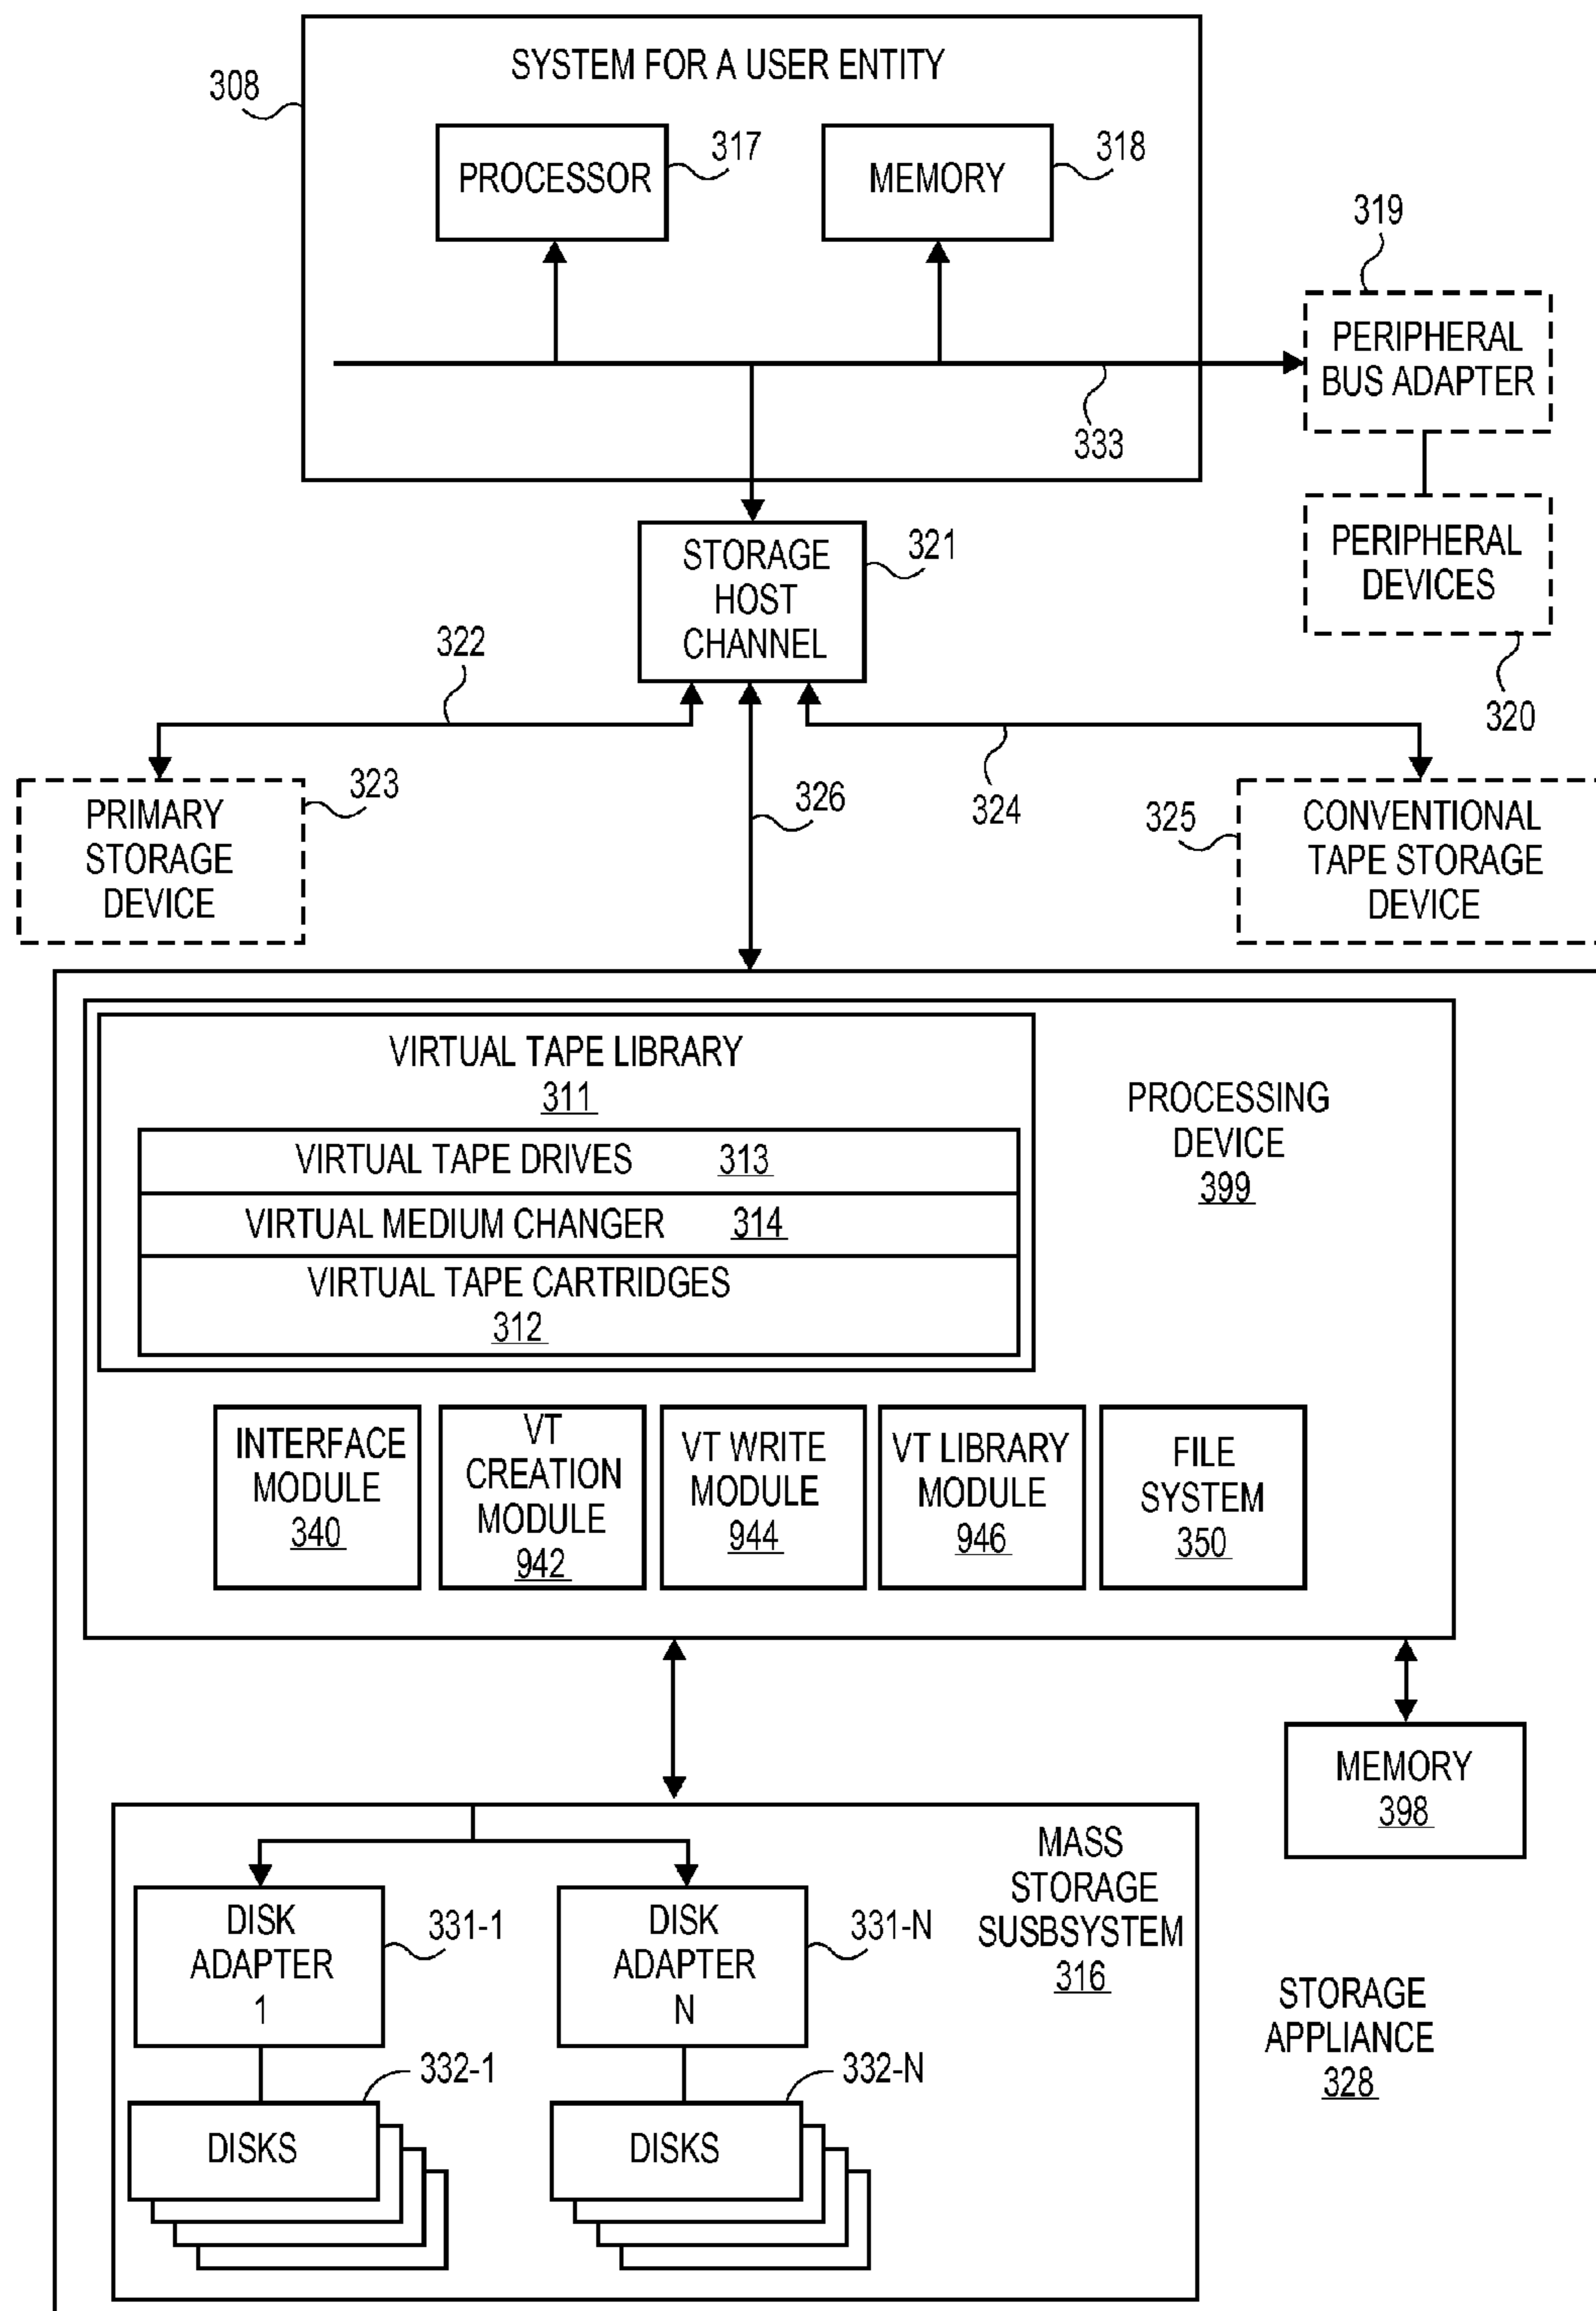 SYSTEM FOR A USER ENTITY
308
PROCESSOR
317
MEMORY
318
319
PERIPHERAL
BUS ADAPTER
333
PERIPHERAL
DEVICES
320
STORAGE
HOST
CHANNEL
321
322
PRIMARY
STORAGE
DEVICE
323
326
324
325
CONVENTIONAL
TAPE STORAGE
DEVICE
VIRTUAL TAPE LIBRARY
311
VIRTUAL TAPE DRIVES 313
VIRTUAL MEDIUM CHANGER 314
VIRTUAL TAPE CARTRIDGES
312
PROCESSING
DEVICE
399
INTERFACE
MODULE
340
VT
CREATION
MODULE
942
VT WRITE
MODULE
944
VT LIBRARY
MODULE
946
FILE
SYSTEM
350
MEMORY
398
MASS
STORAGE
SUSBSYSTEM
316
DISK
ADAPTER
1
331-1
DISK
ADAPTER
N
331-N
332-1
DISKS
332-N
DISKS
STORAGE
APPLIANCE
328